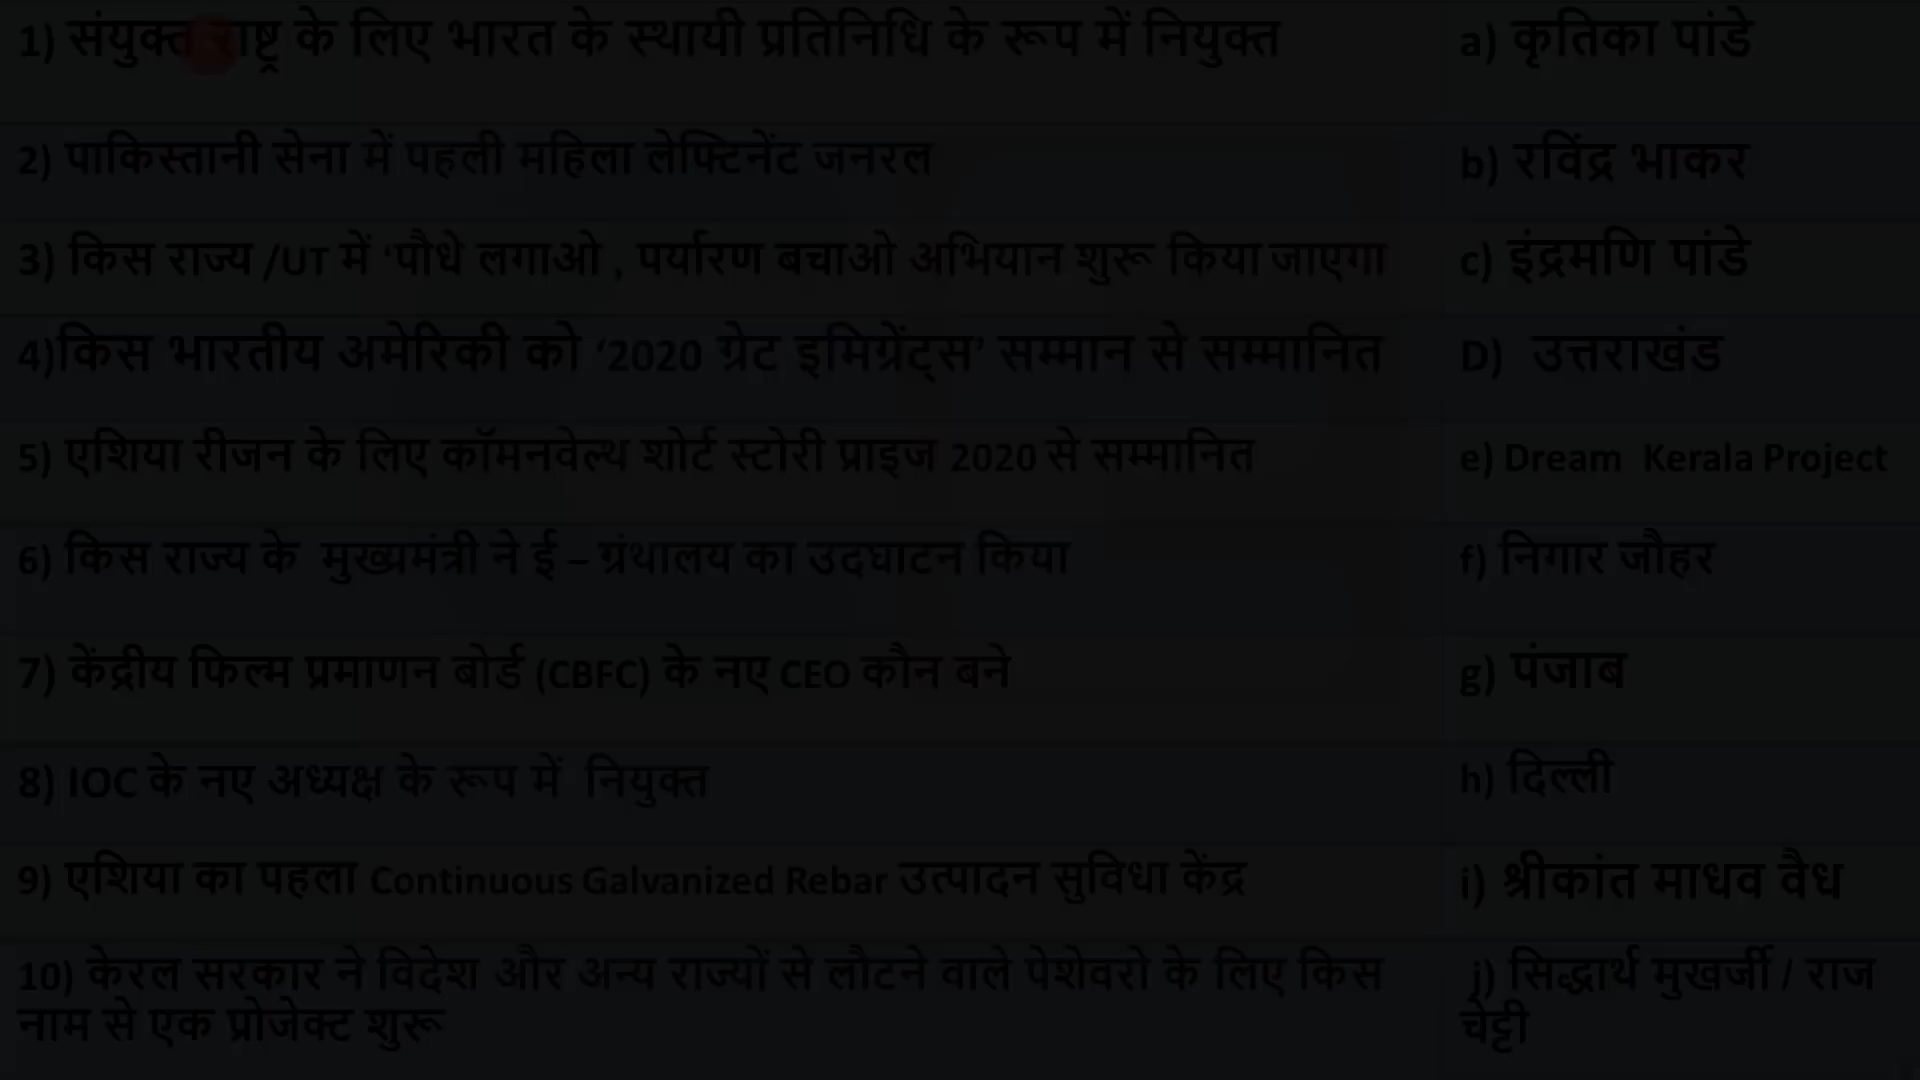 1) संयुक्त राष्ट्र के लिए भारत के स्थायी प्रतिनिधि के रूप में नियुक्त
a) कृतिका पांडे
2) पाकिस्तानी सेना में पहली महिला लेफ्टिनेंट जनरल
b) रविंद्र भाकर
3) किस राज्य /UT में ‘पौधे लगाओ , पर्यारण बचाओ अभियान शुरू किया जाएगा
c) इंद्रमणि पांडे
4)किस भारतीय अमेरिकी को ‘2020 ग्रेट इमिग्रेंट्स’ सम्मान से सम्मानित
D) उत्तराखंड
5) एशिया रीजन के लिए कॉमनवेल्थ शोर्ट स्टोरी प्राइज 2020 से सम्मानित
e) Dream Kerala Project
6) किस राज्य के मुख्यमंत्री ने ई – ग्रंथालय का उदघाटन किया
f) निगार जौहर
7) केंद्रीय फिल्म प्रमाणन बोर्ड (CBFC) के नए CEO कौन बने
g) पंजाब
8) IOC के नए अध्यक्ष के रूप में नियुक्त
h) दिल्ली
9) एशिया का पहला Continuous Galvanized Rebar उत्पादन सुविधा केंद्र
i) श्रीकांत माधव वैध
10) केरल सरकार ने विदेश और अन्य राज्यों से लौटने वाले पेशेवरो के लिए किस
नाम से एक प्रोजेक्ट शुरू
j) सिद्धार्थ मुखर्जी / राज
चेट्टी